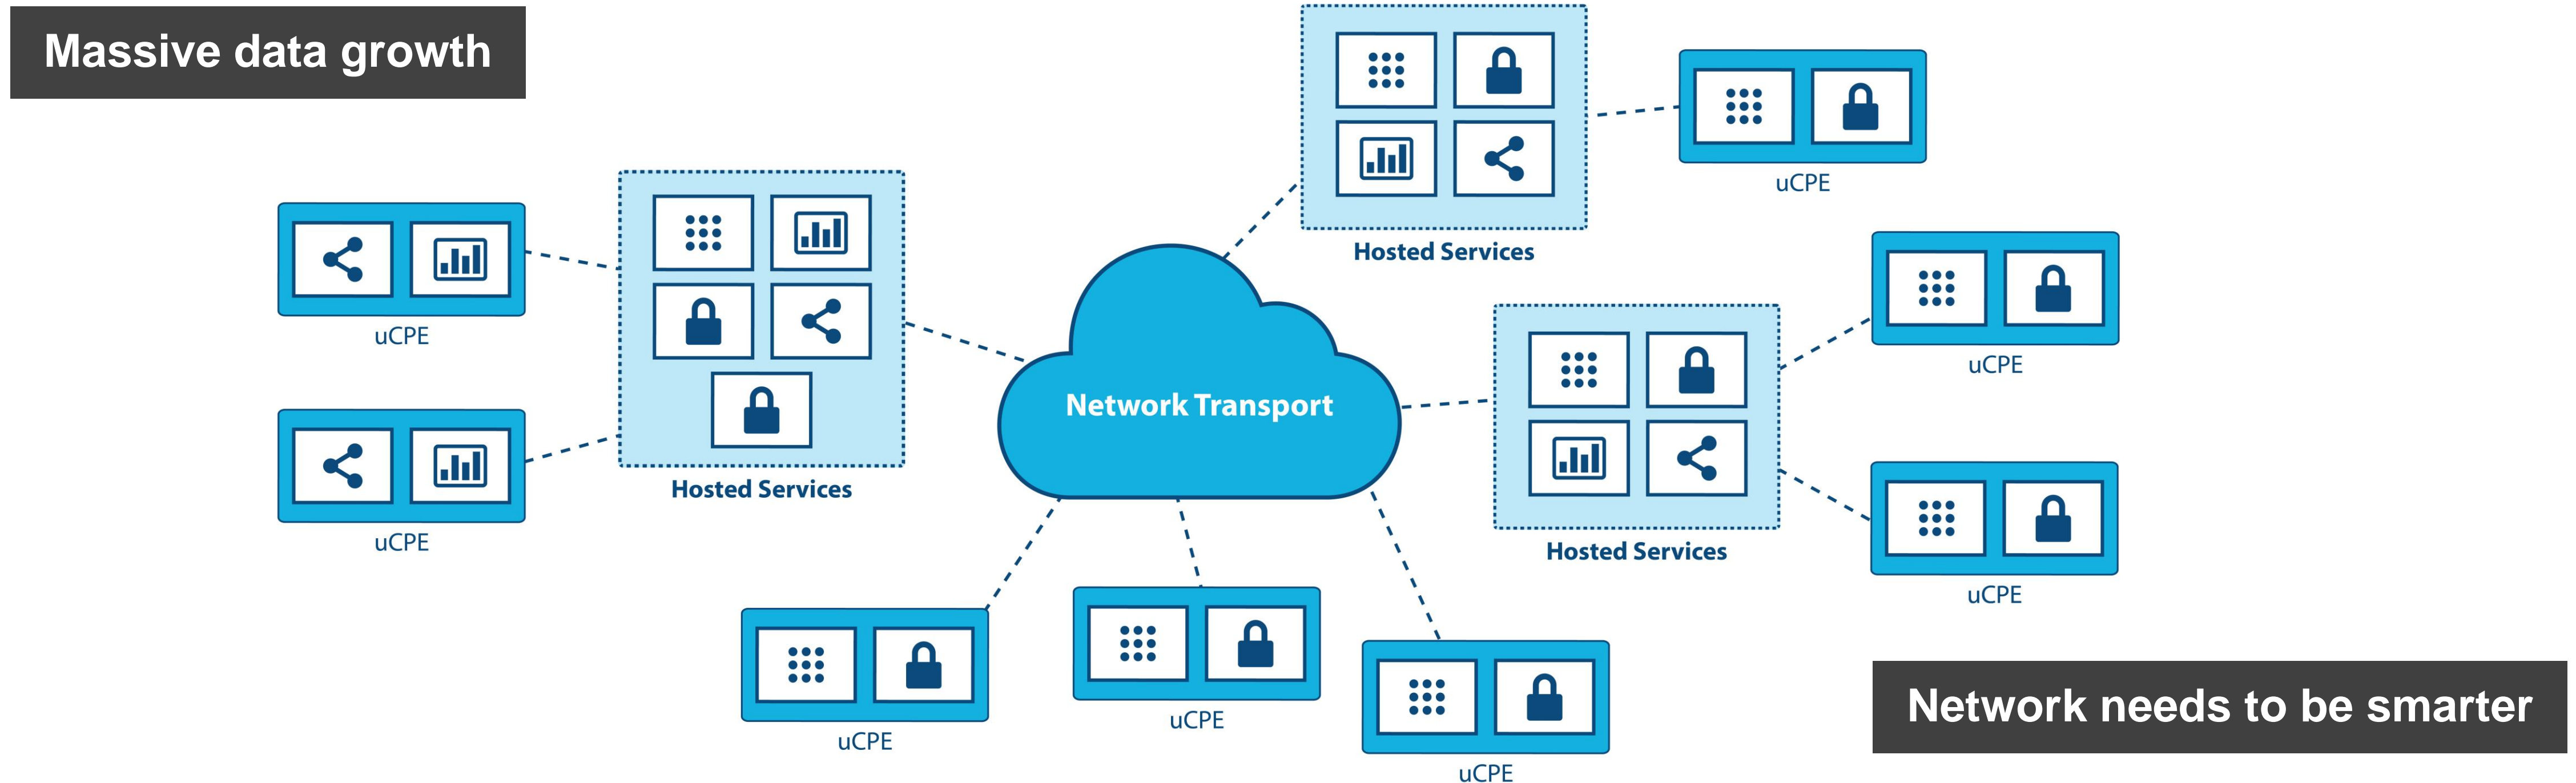 Massive data growth
uCPE
Hosted Services
uCPE
uCPE
Network Transport
Hosted Services
uCPE
Hosted Services
uCPE
uCPE
uCPE
uCPE
uCPE
Network needs to be smarter